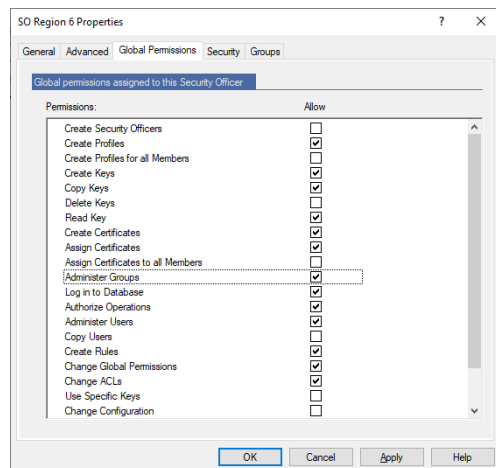 SO Region 6 Properties
General Advanced Global Permissions Security Groups
Global permissions assigned to this Security Officer
Permissions: Allow
Create Security Officers
Create Profiles
Create Profiles for all Members
Create Keys
Copy Keys
Delete Keys
Read Key
Create Certificates
Assign Certificates
Assign Certificates to all Members
Administer Groups
Log in to Database
Authorize Operations
Administer Users
Copy Users
Create Rules
Change Global Permissions
Change ACLs
Use Specific Keys
Change Configuration
OK Cancel Apply Help